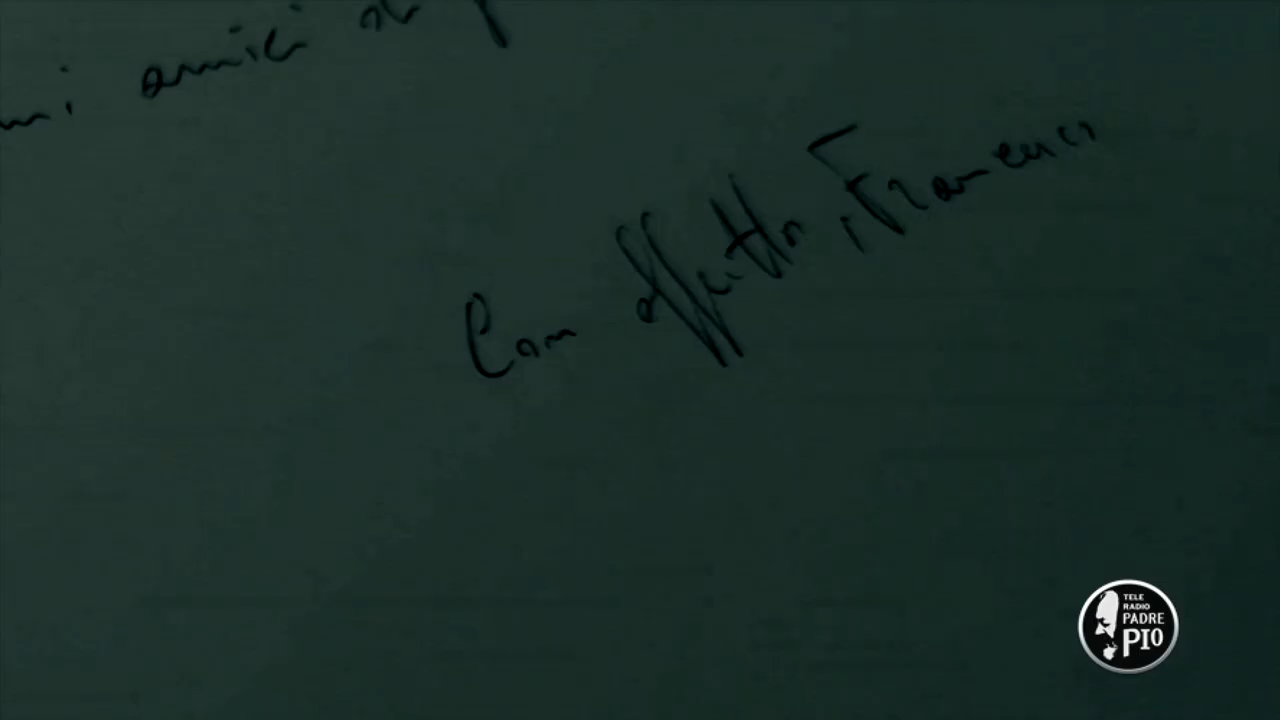 amici
Con affetto, Francesco
TELE
RADIO
PADRE
PIO